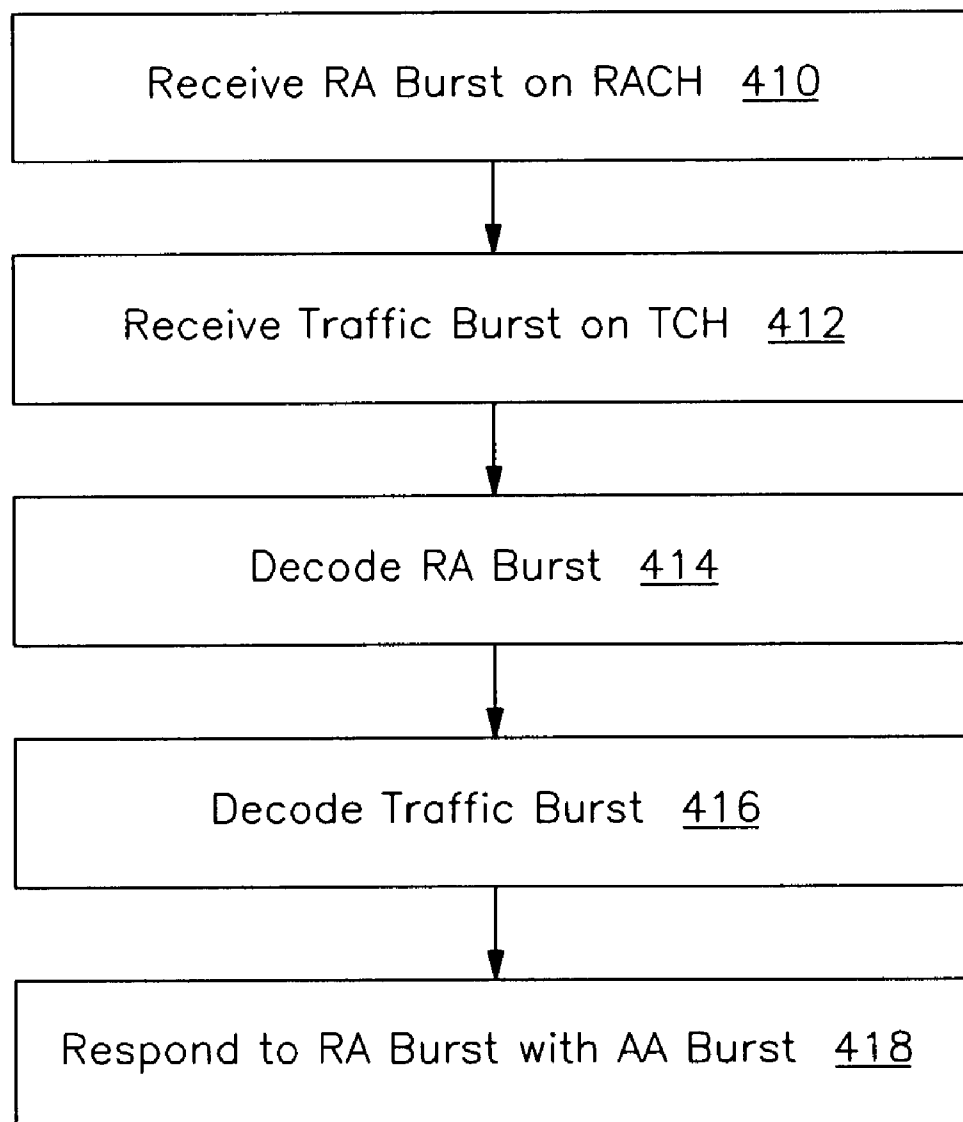 Receive RA Burst on RACH 410
Receive Traffic Burst on TCH 412
Decode RA Burst 414
Decode Traffic Burst 416
Respond to RA Burst with AA Burst 418